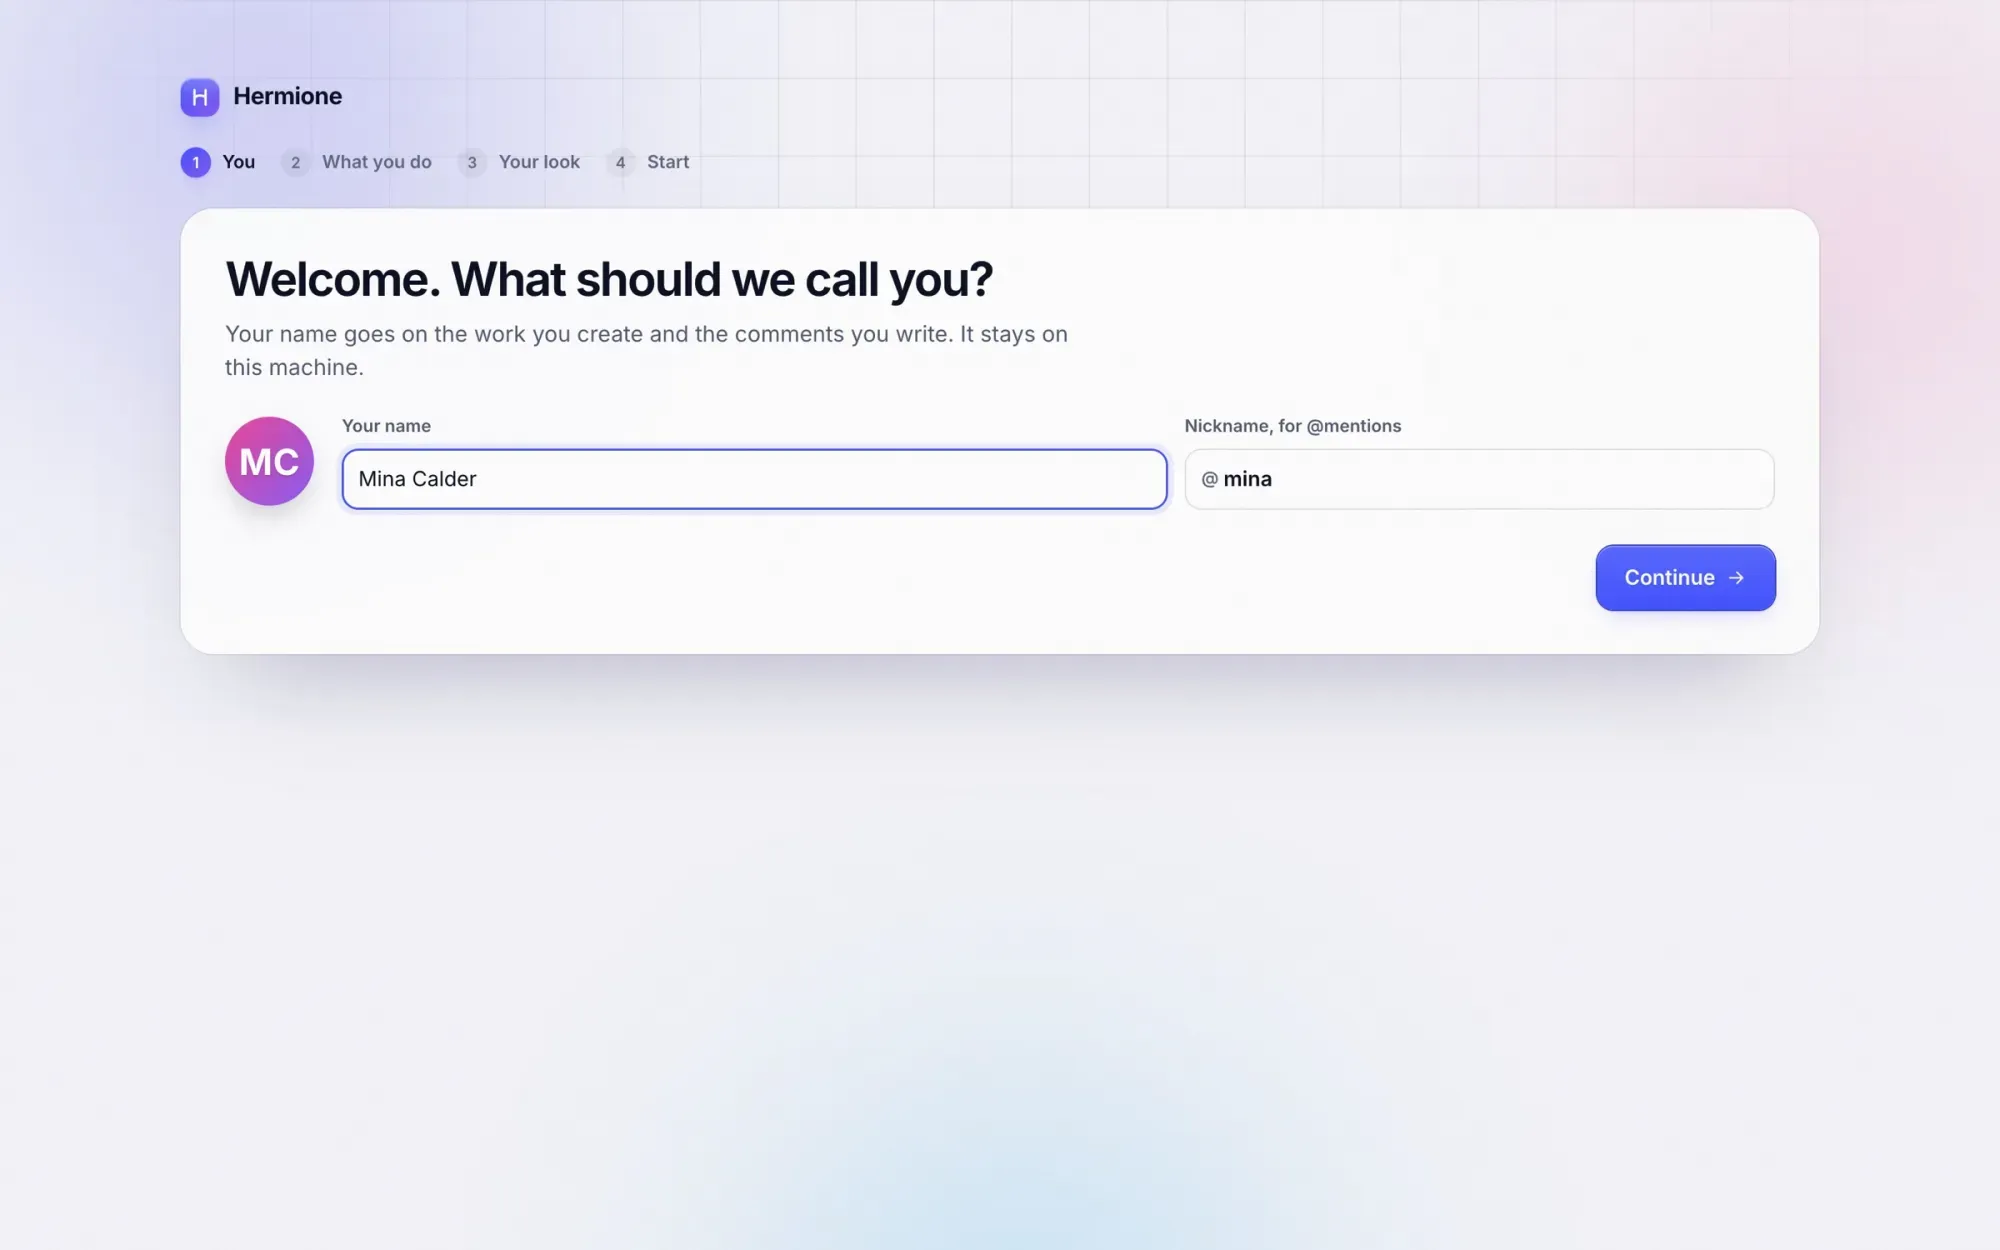 H Hermione
1 You 2 What you do 3 Your look 4 Start
Welcome. What should we call you?
Your name goes on the work you create and the comments you write. It stays on
this machine.
MC
Your name
Mina Calder
Nickname, for @mentions
@ mina
Continue →